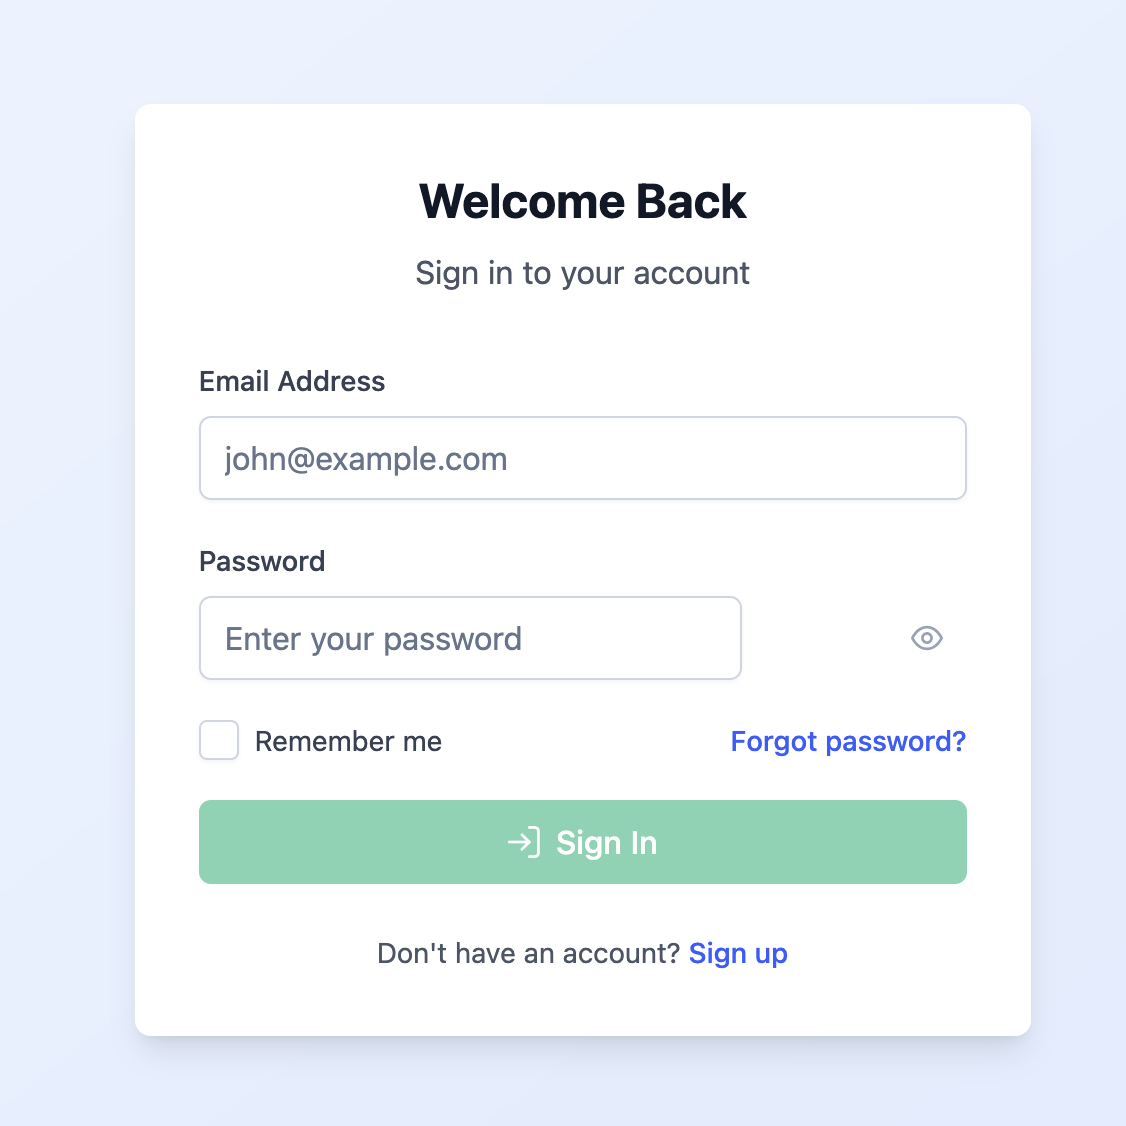 Welcome Back
Sign in to your account
Email Address
john@example.com
Password
Enter your password
Remember me
Forgot password?
Sign In
Don't have an account? Sign up